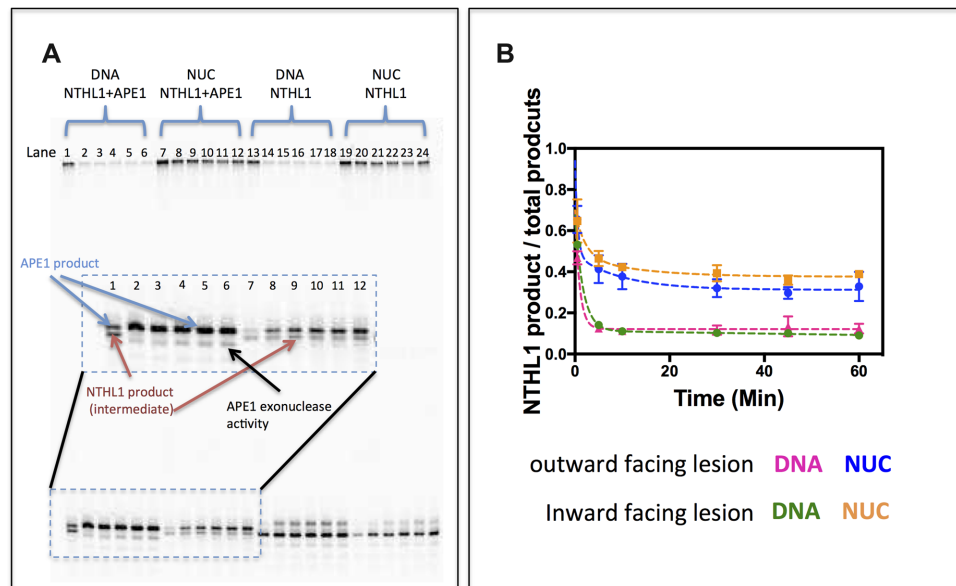 A
DNA
NTHL1+APE1
NUC
NTHL1+APE1
DNA
NTHL1
NUC
NTHL1
Lane 1 2 3 4 5 6 7 8 9 10 11 12 13 14 15 16 17 18 19 20 21 22 23 24
APE1 product
1 2 3 4 5 6 7 8 9 10 11 12
NTHL1 product
(intermediate)
APE1 exonuclease
activity
B
NTHL1 product / total prodcuts
1.0
0.8
0.6
0.4
0.2
0.0
0 20 40 60
Time (Min)
outward facing lesion DNA NUC
Inward facing lesion DNA NUC